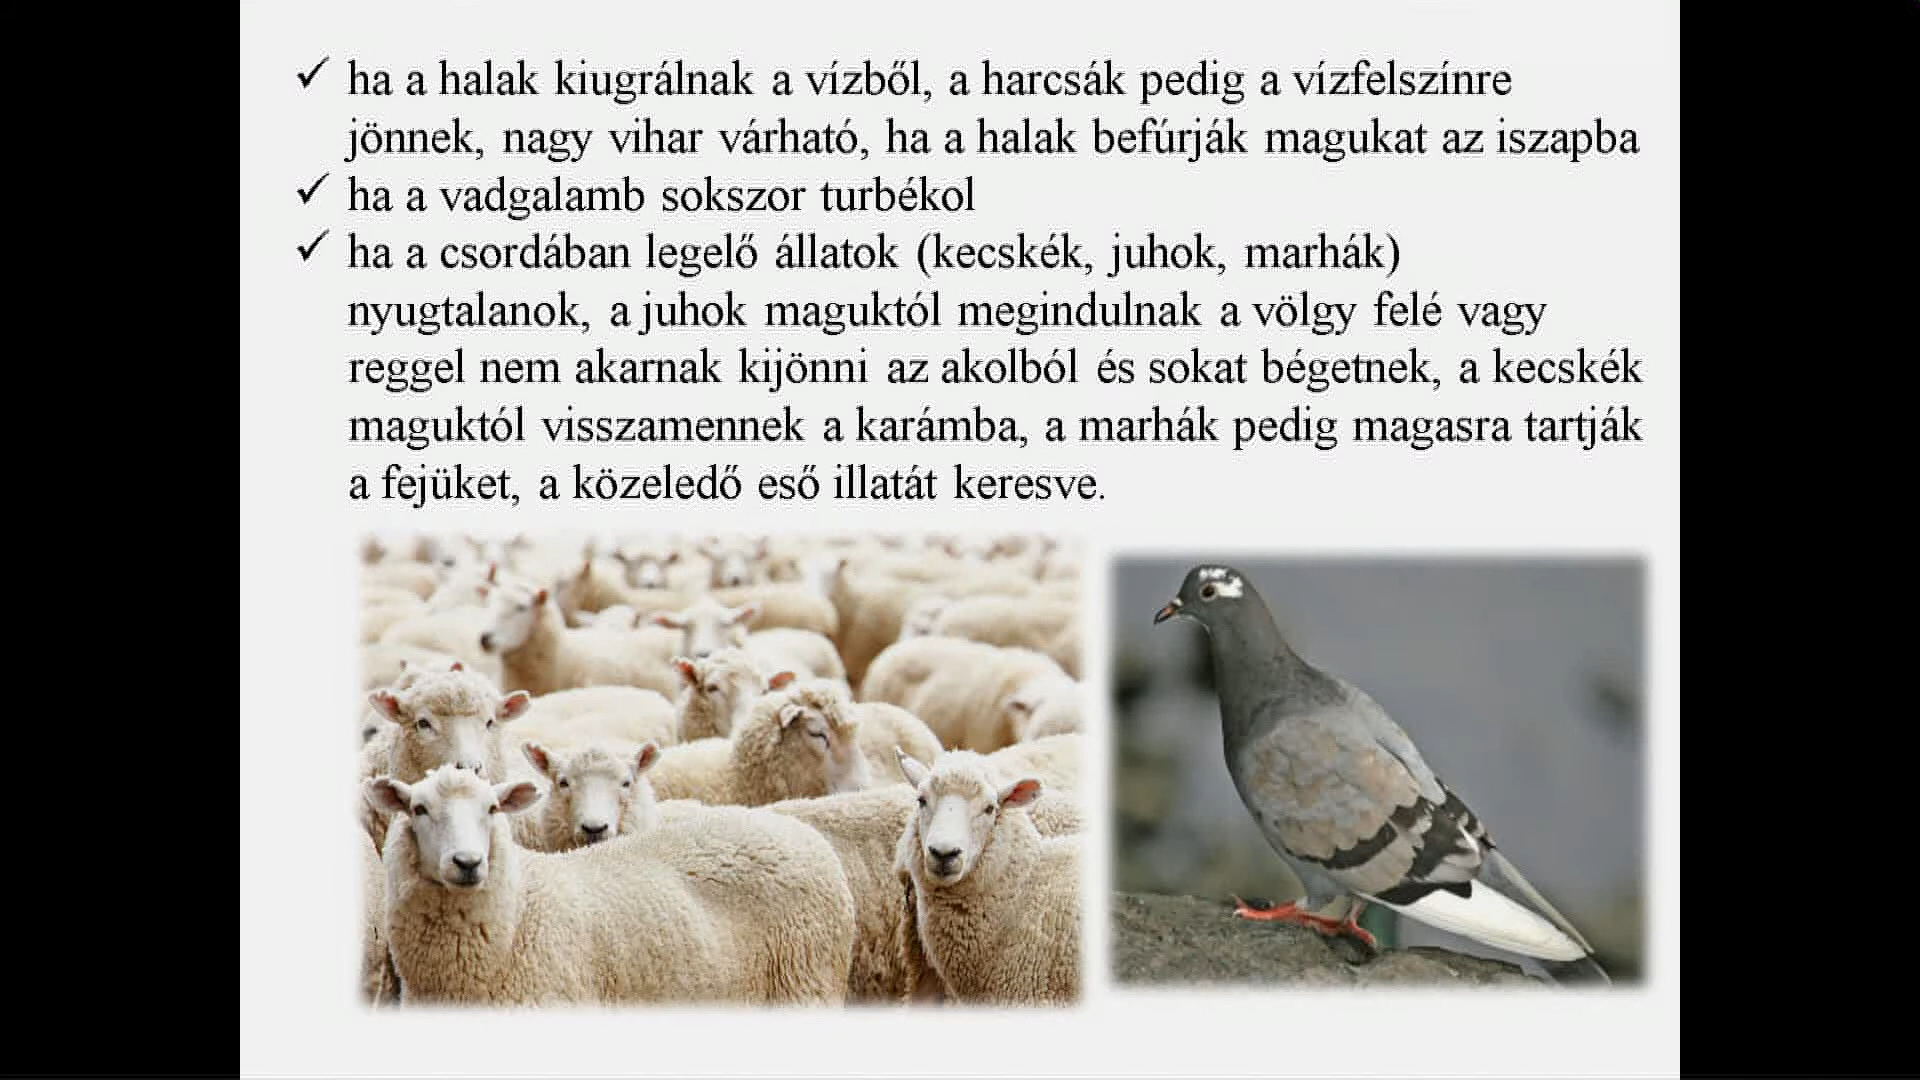 ✓ ha a halak kiugrálnak a vízből, a harcsák pedig a vízfelszínre
jönnek, nagy vihar várható, ha a halak befúrják magukat az iszapba
✓ ha a vadgalamb sokszor turbékol
✓ ha a csordában legelő állatok (kecskék, juhok, marhák)
nyugtalanok, a juhok maguktól megindulnak a völgy felé vagy
reggel nem akarnak kijönni az akolból és sokat bégetnek, a kecskék
maguktól visszamennek a karámba, a marhák pedig magasra tartják
a fejüket, a közeledő eső illatát keresve.